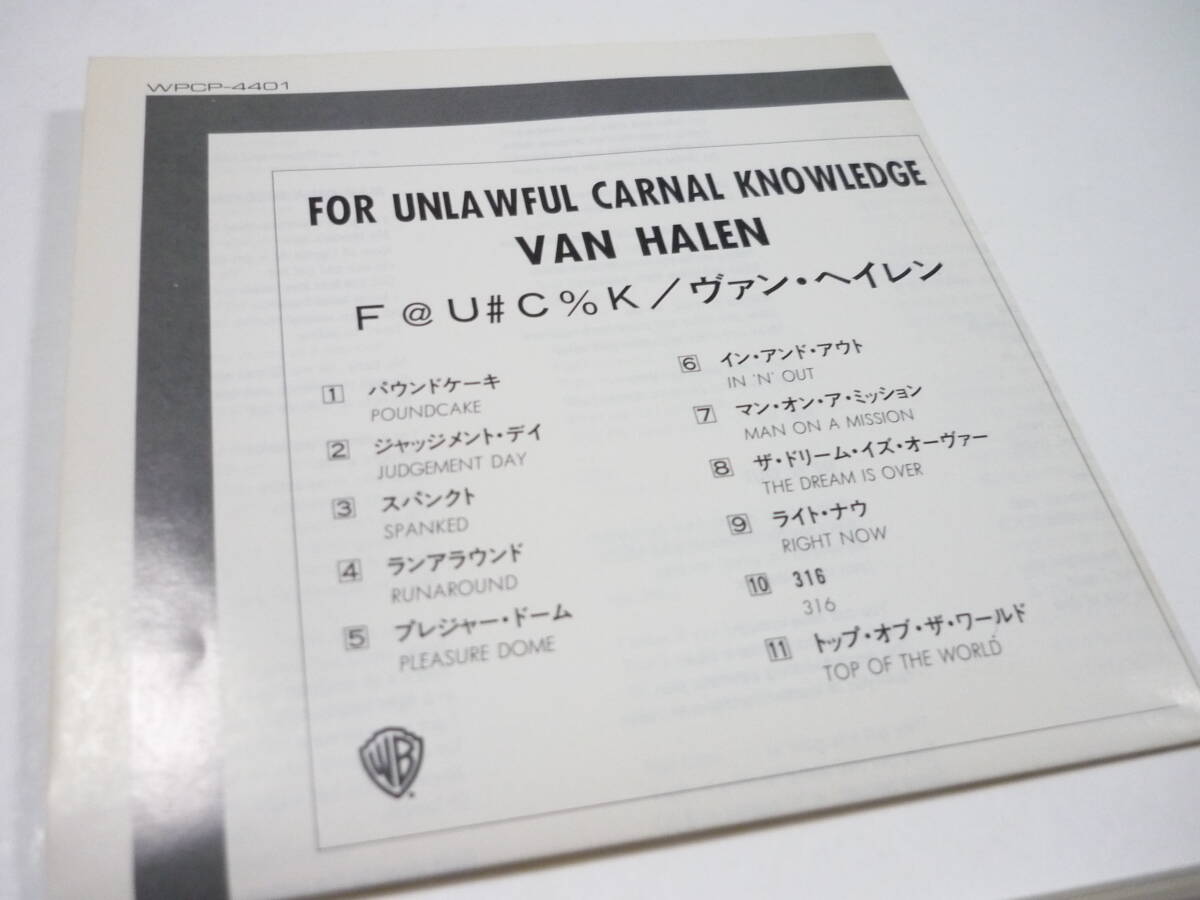 WPCP-4401
FOR UNLAWFUL CARNAL KNOWLEDGE
VAN HALEN
F@U#C%K/ヴァン・ヘイレン
1 パウンドケーキ
POUNDCAKE
2 ジャッジメント・デイ
JUDGEMENT DAY
3 スパンクト
SPANKED
4 ランアラウンド
RUNAROUND
5 プレジャー・ドーム
PLEASURE DOME
6 イン・アンド・アウト
IN 'N' OUT
7 マン・オン・ア・ミッション
MAN ON A MISSION
8 ザ・ドリーム・イズ・オーヴァー
THE DREAM IS OVER
9 ライト・ナウ
RIGHT NOW
10 316
316
11 トップ・オブ・ザ・ワールド
TOP OF THE WORLD
WB